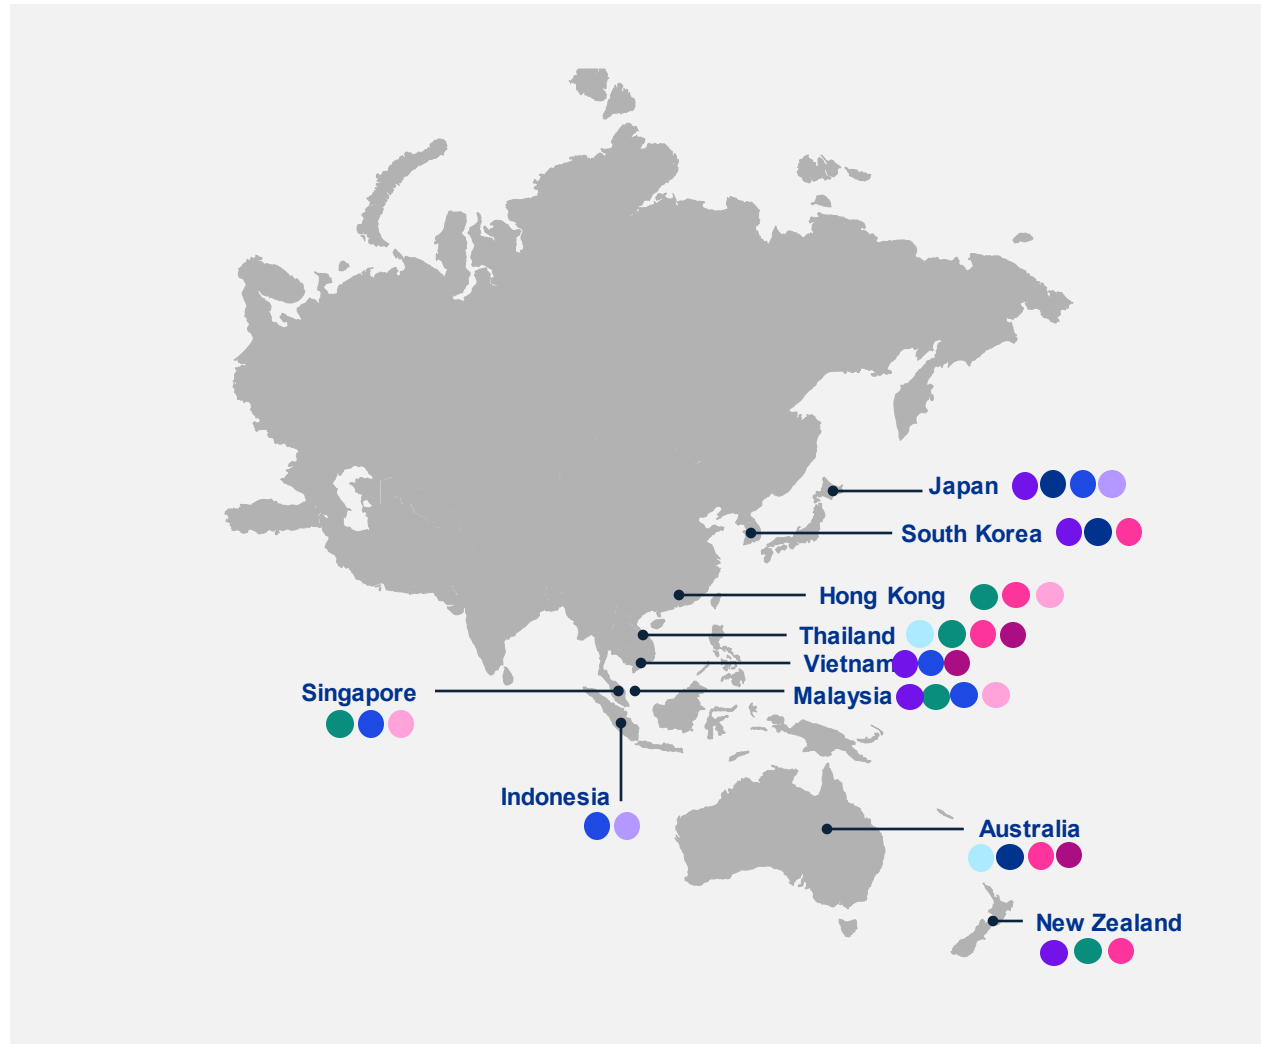 Japan
South Korea
Hong Kong
Thailand
Vietnam
Singapore
Malaysia
Indonesia
Australia
New Zealand